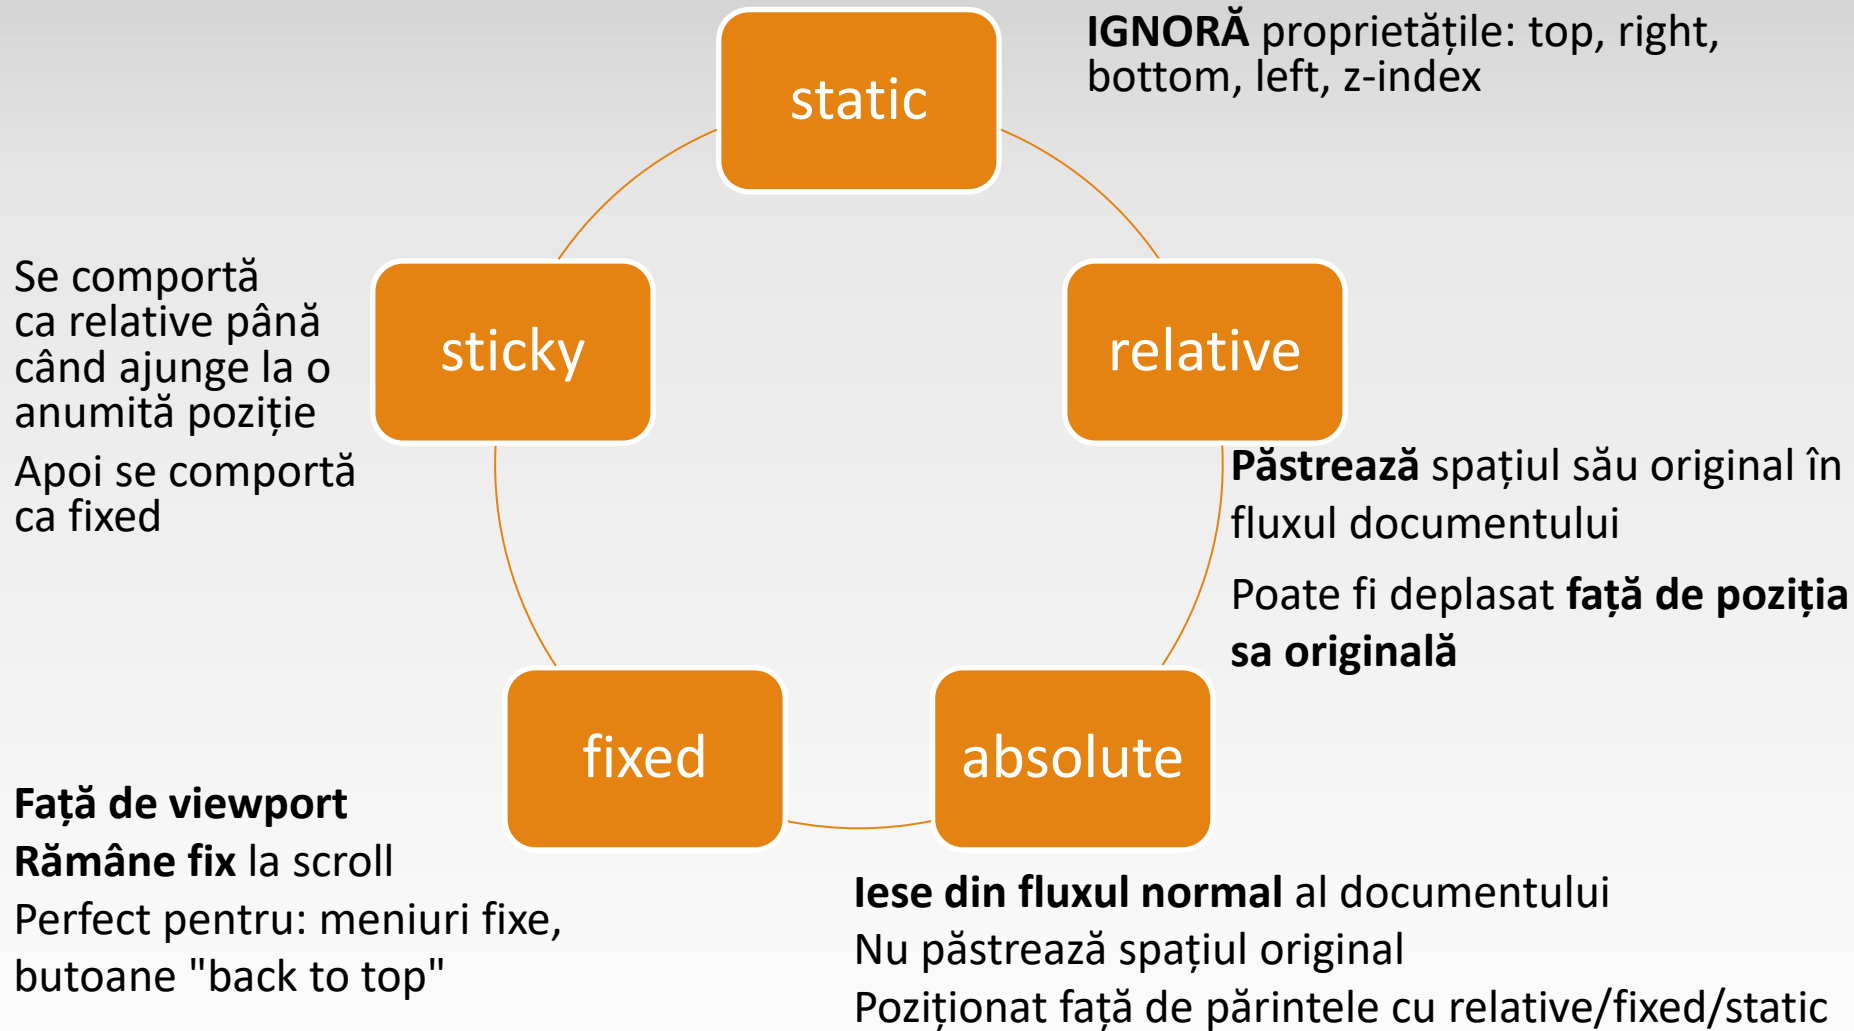 static
IGNORĂ proprietățile: top, right,
bottom, left, z-index
relative
Păstrează spațiul său original în
fluxul documentului
Poate fi deplasat față de poziția
sa originală
absolute
Iese din fluxul normal al documentului
Nu păstrează spațiul original
Poziționat față de părintele cu relative/fixed/static
fixed
Față de viewport
Rămâne fix la scroll
Perfect pentru: meniuri fixe,
butoane "back to top"
sticky
Se comportă
ca relative până
când ajunge la o
anumită poziție
Apoi se comportă
ca fixed